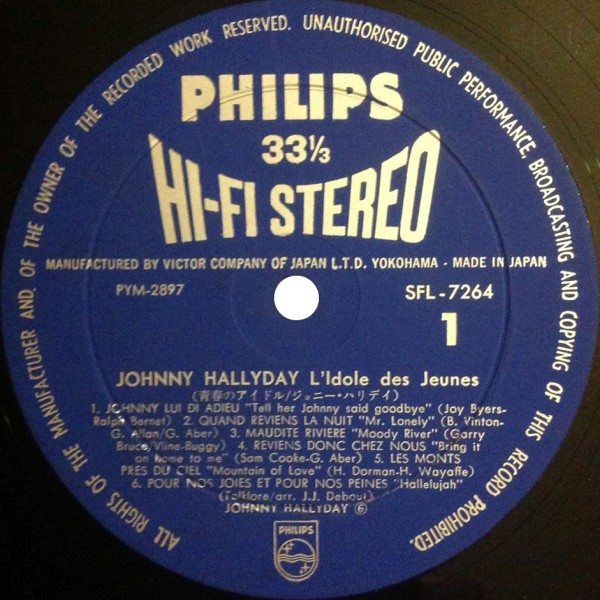 ALL RIGHTS OF THE MANUFACTURER AND. OF THE OWNER OF THE RECORDED WORK RESERVED. UNAUTHORISED PUBLIC PERFORMANCE, BROADCASTING AND COPYING OF THIS RECORD PROHIBITED.
PHILIPS
33⅓
HI-FI STEREO
MANUFACTURED BY VICTOR COMPANY OF JAPAN L.T.D. YOKOHAMA - MADE IN JAPAN
PYM-2897
SFL-7264
1
JOHNNY HALLYDAY L'Idole des Jeunes
(青春のアイドル/ジョニー・ハリデイ)
1. JOHNNY LUI DI ADIEU "Tell her Johnny said goodbye" (Joy Byers-
Ralph Bernet) 2. QUAND REVIENS LA NUIT "Mr. Lonely" (B. Vinton-
G. Allan/G. Aber) 3. MAUDITE RIVIERE "Moody River" (Garry
Bruce/Vline-Buggy) 4. REVIENS DONC CHEZ NOUS "Bring it
on home to me" (Sam Cooke-G. Aber) 5. LES MONTS
PRES DU CIEL "Mountain of Love" (H. Dorman-H. Wayaffe)
6. POUR NOS JOIES ET POUR NOS PEINES "Hallelujah"
(Folklore/arr. J.J. Debout)
JOHNNY HALLYDAY ⑥
PHILIPS